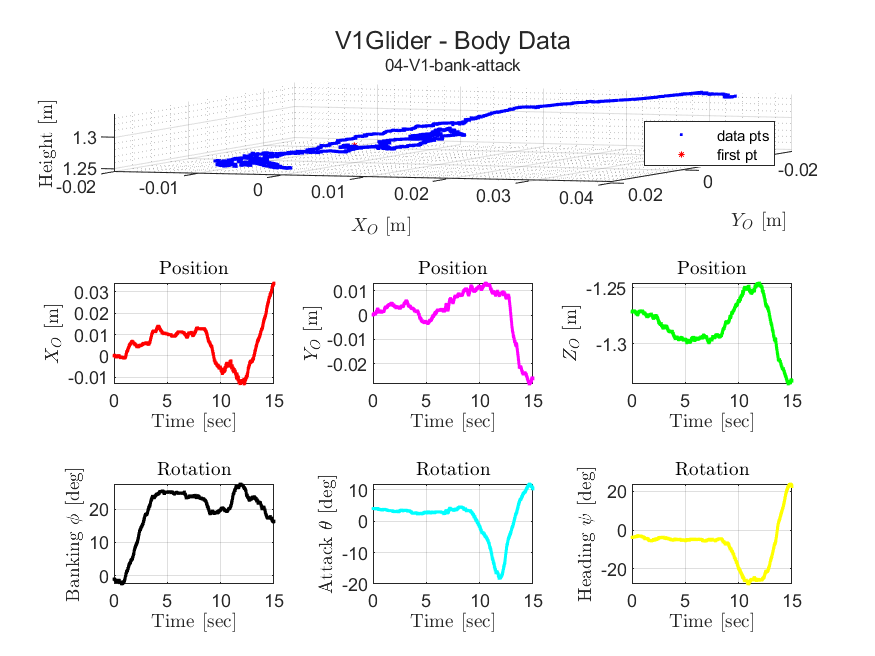 V1Glider - Body Data
04-V1-bank-attack
Height [m]
1.3
1.25
-0.02
-0.01
0
0.01
0.02
0.03
0.04
0.02
0
-0.02
X_O [m]
Y_O [m]
data pts
first pt
Position
X_O [m]
0.03
0.02
0.01
0
-0.01
0 5 10 15
Time [sec]
Position
Y_O [m]
0.01
0
-0.01
-0.02
0 5 10 15
Time [sec]
Position
Z_O [m]
-1.25
-1.3
0 5 10 15
Time [sec]
Rotation
Banking ϕ [deg]
20
10
0
0 5 10 15
Time [sec]
Rotation
Attack θ [deg]
10
0
-10
-20
0 5 10 15
Time [sec]
Rotation
Heading ψ [deg]
20
0
-20
0 5 10 15
Time [sec]